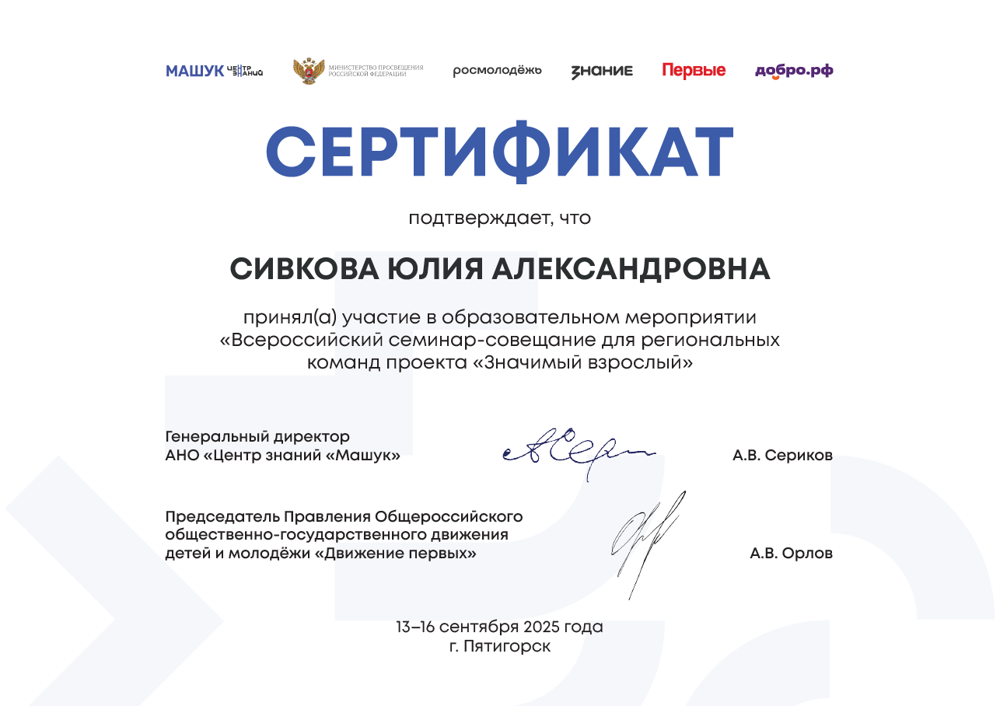 МАШУК ЦЕНТР ЗНАНИЙ МИНИСТЕРСТВО ПРОСВЕЩЕНИЯ РОССИЙСКОЙ ФЕДЕРАЦИИ росмолодёжь ЗНАНИЕ Первые добро.рф
СЕРТИФИКАТ
подтверждает, что
СИВКОВА ЮЛИЯ АЛЕКСАНДРОВНА
принял(а) участие в образовательном мероприятии
«Всероссийский семинар-совещание для региональных
команд проекта «Значимый взрослый»
Генеральный директор
АНО «Центр знаний «Машук» А.В. Сериков
Председатель Правления Общероссийского
общественно-государственного движения
детей и молодёжи «Движение первых» А.В. Орлов
13–16 сентября 2025 года
г. Пятигорск